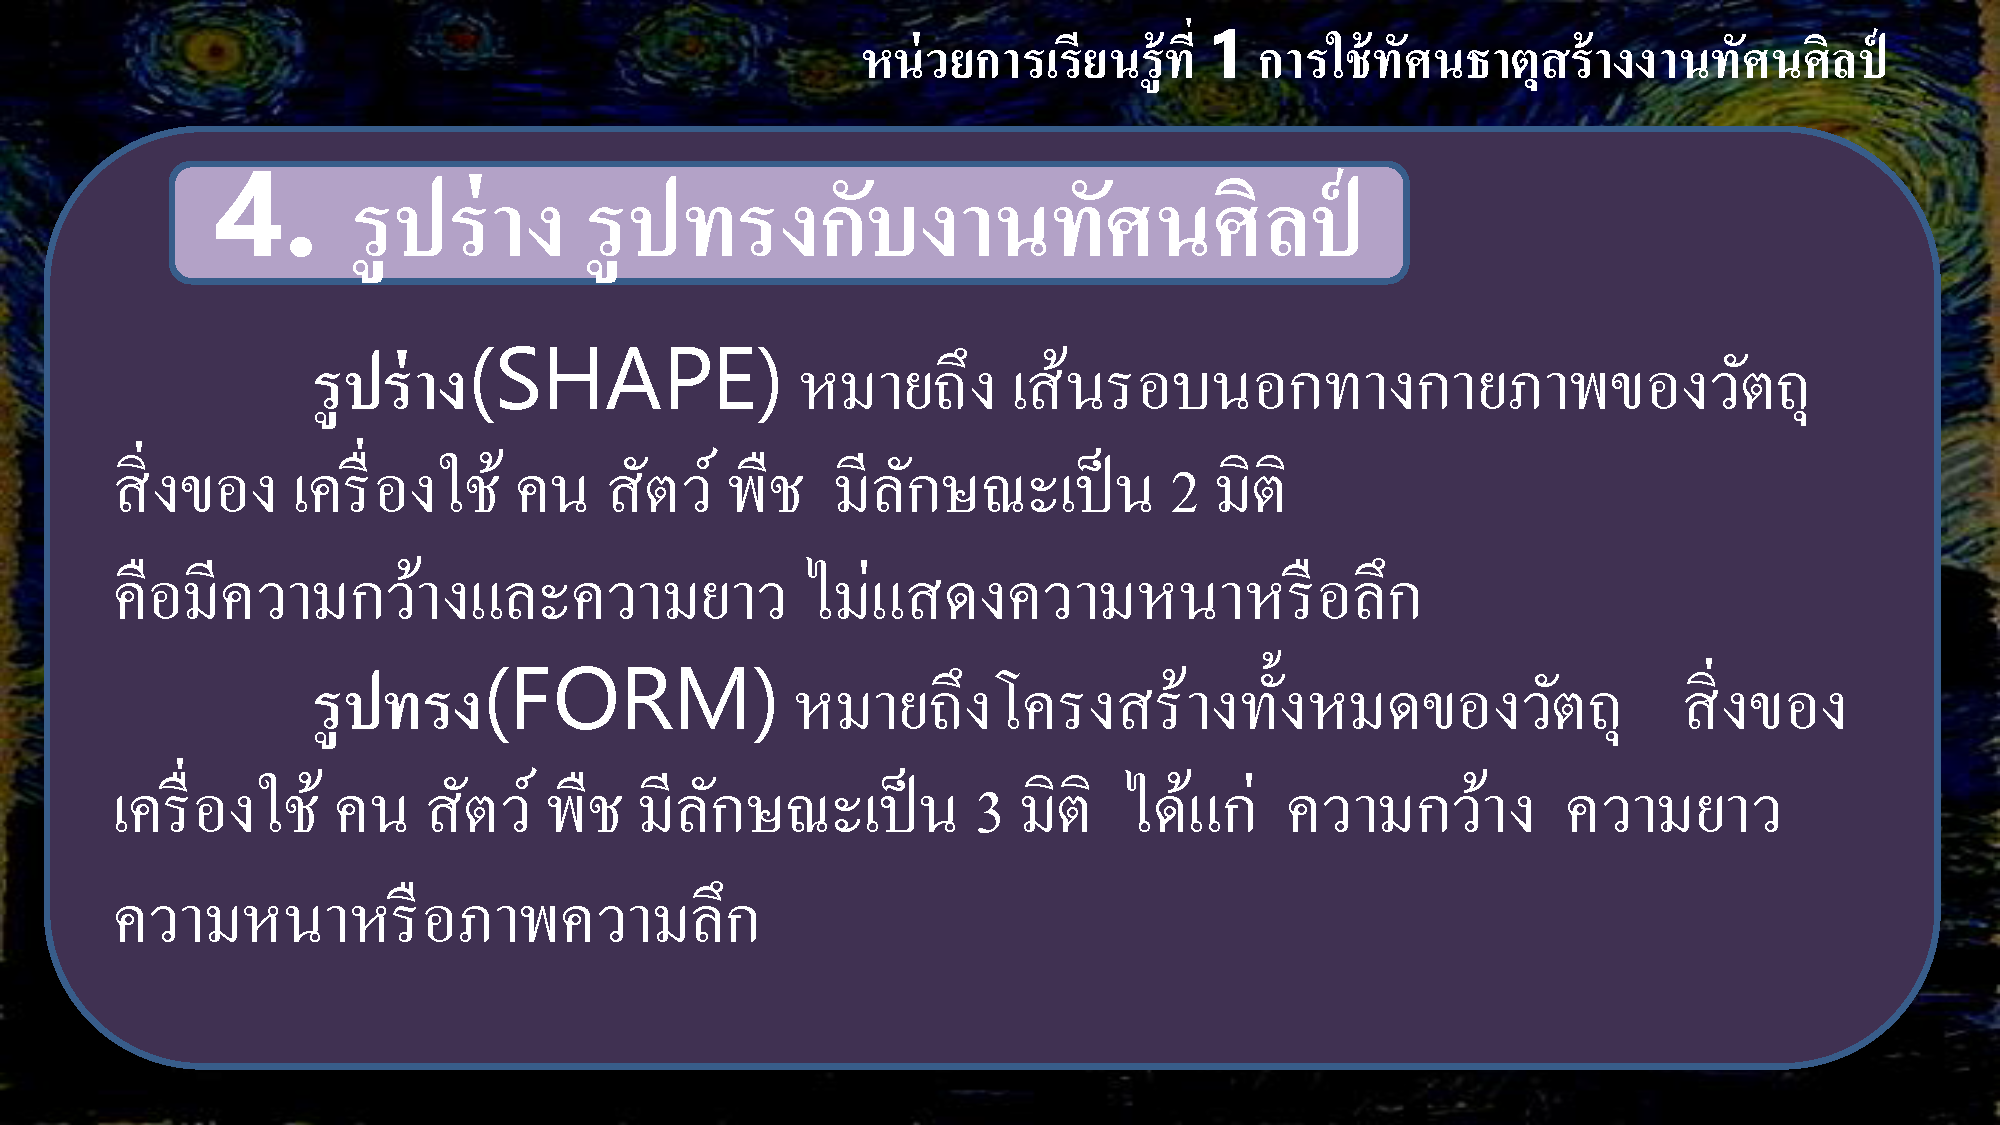 หน่วยการเรียนรู้ที่ 1 การใช้ทัศนธาตุสร้างงานทัศนศิลป์
4. รูปร่าง รูปทรงกับงานทัศนศิลป์
รูปร่าง(SHAPE) หมายถึง เส้นรอบนอกทางกายภาพของวัตถุ
สิ่งของ เครื่องใช้ คน สัตว์ พืช มีลักษณะเป็น 2 มิติ
คือมีความกว้างและความยาว ไม่แสดงความหนาหรือลึก
รูปทรง(FORM) หมายถึงโครงสร้างทั้งหมดของวัตถุ สิ่งของ
เครื่องใช้ คน สัตว์ พืช มีลักษณะเป็น 3 มิติ ได้แก่ ความกว้าง ความยาว
ความหนาหรือภาพความลึก